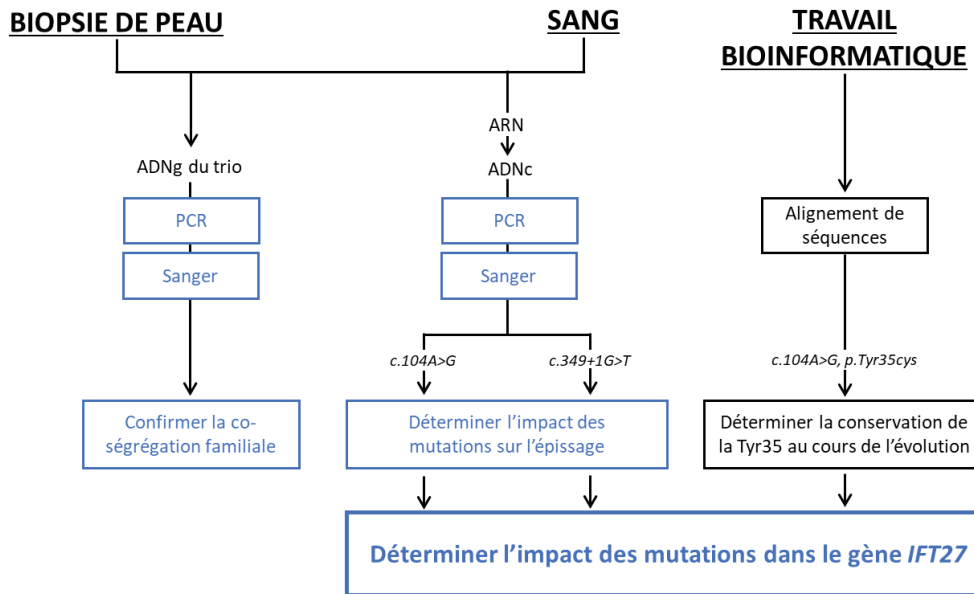 BIOPSIE DE PEAU
SANG
TRAVAIL
BIOINFORMATIQUE
ARN
ADNg du trio
ADNc
PCR
PCR
Alignement de
séquences
Sanger
Sanger
c.104A>G
c.349+1G>T
c.104A>G, p.Tyr35cys
Confirmer la co-
ségrégation familiale
Déterminer l’impact des
mutations sur l’épissage
Déterminer la conservation de
la Tyr35 au cours de l’évolution
Déterminer l’impact des mutations dans le gène IFT27